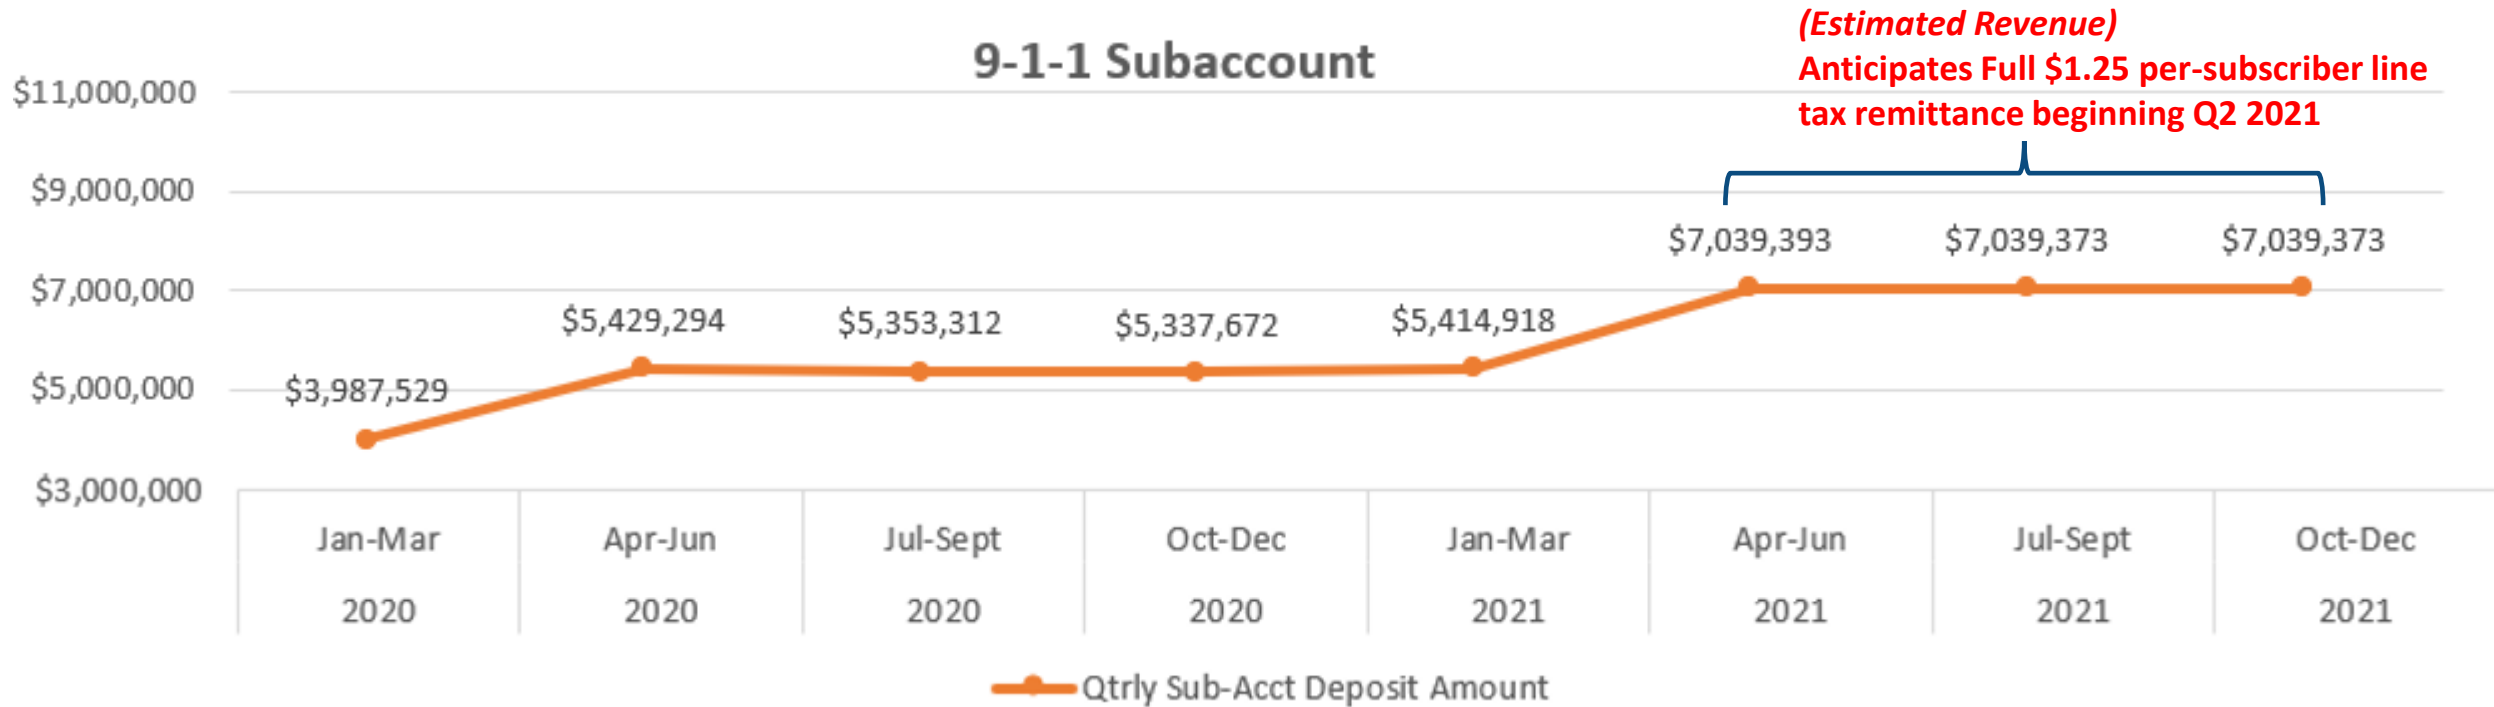 (Estimated Revenue)
Anticipates Full $1.25 per-subscriber line
tax remittance beginning Q2 2021
9-1-1 Subaccount
$11,000,000
$9,000,000
$7,000,000
$5,000,000
$3,000,000
$3,987,529
$5,429,294
$5,353,312
$5,337,672
$5,414,918
$7,039,393
$7,039,373
$7,039,373
Jan-Mar Apr-Jun Jul-Sept Oct-Dec Jan-Mar Apr-Jun Jul-Sept Oct-Dec
2020 2020 2020 2020 2021 2021 2021 2021
Qtrly Sub-Acct Deposit Amount